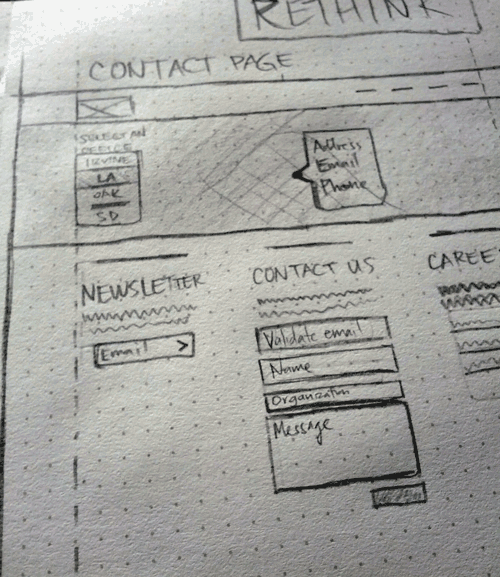 RETHINK
CONTACT PAGE
SELECT AN
OFFICE
IRVINE
LA
OAK
SD
Address
Email
Phone
NEWSLETTER
Email >
CONTACT US
Validate email
Name
Organization
Message
CAREE